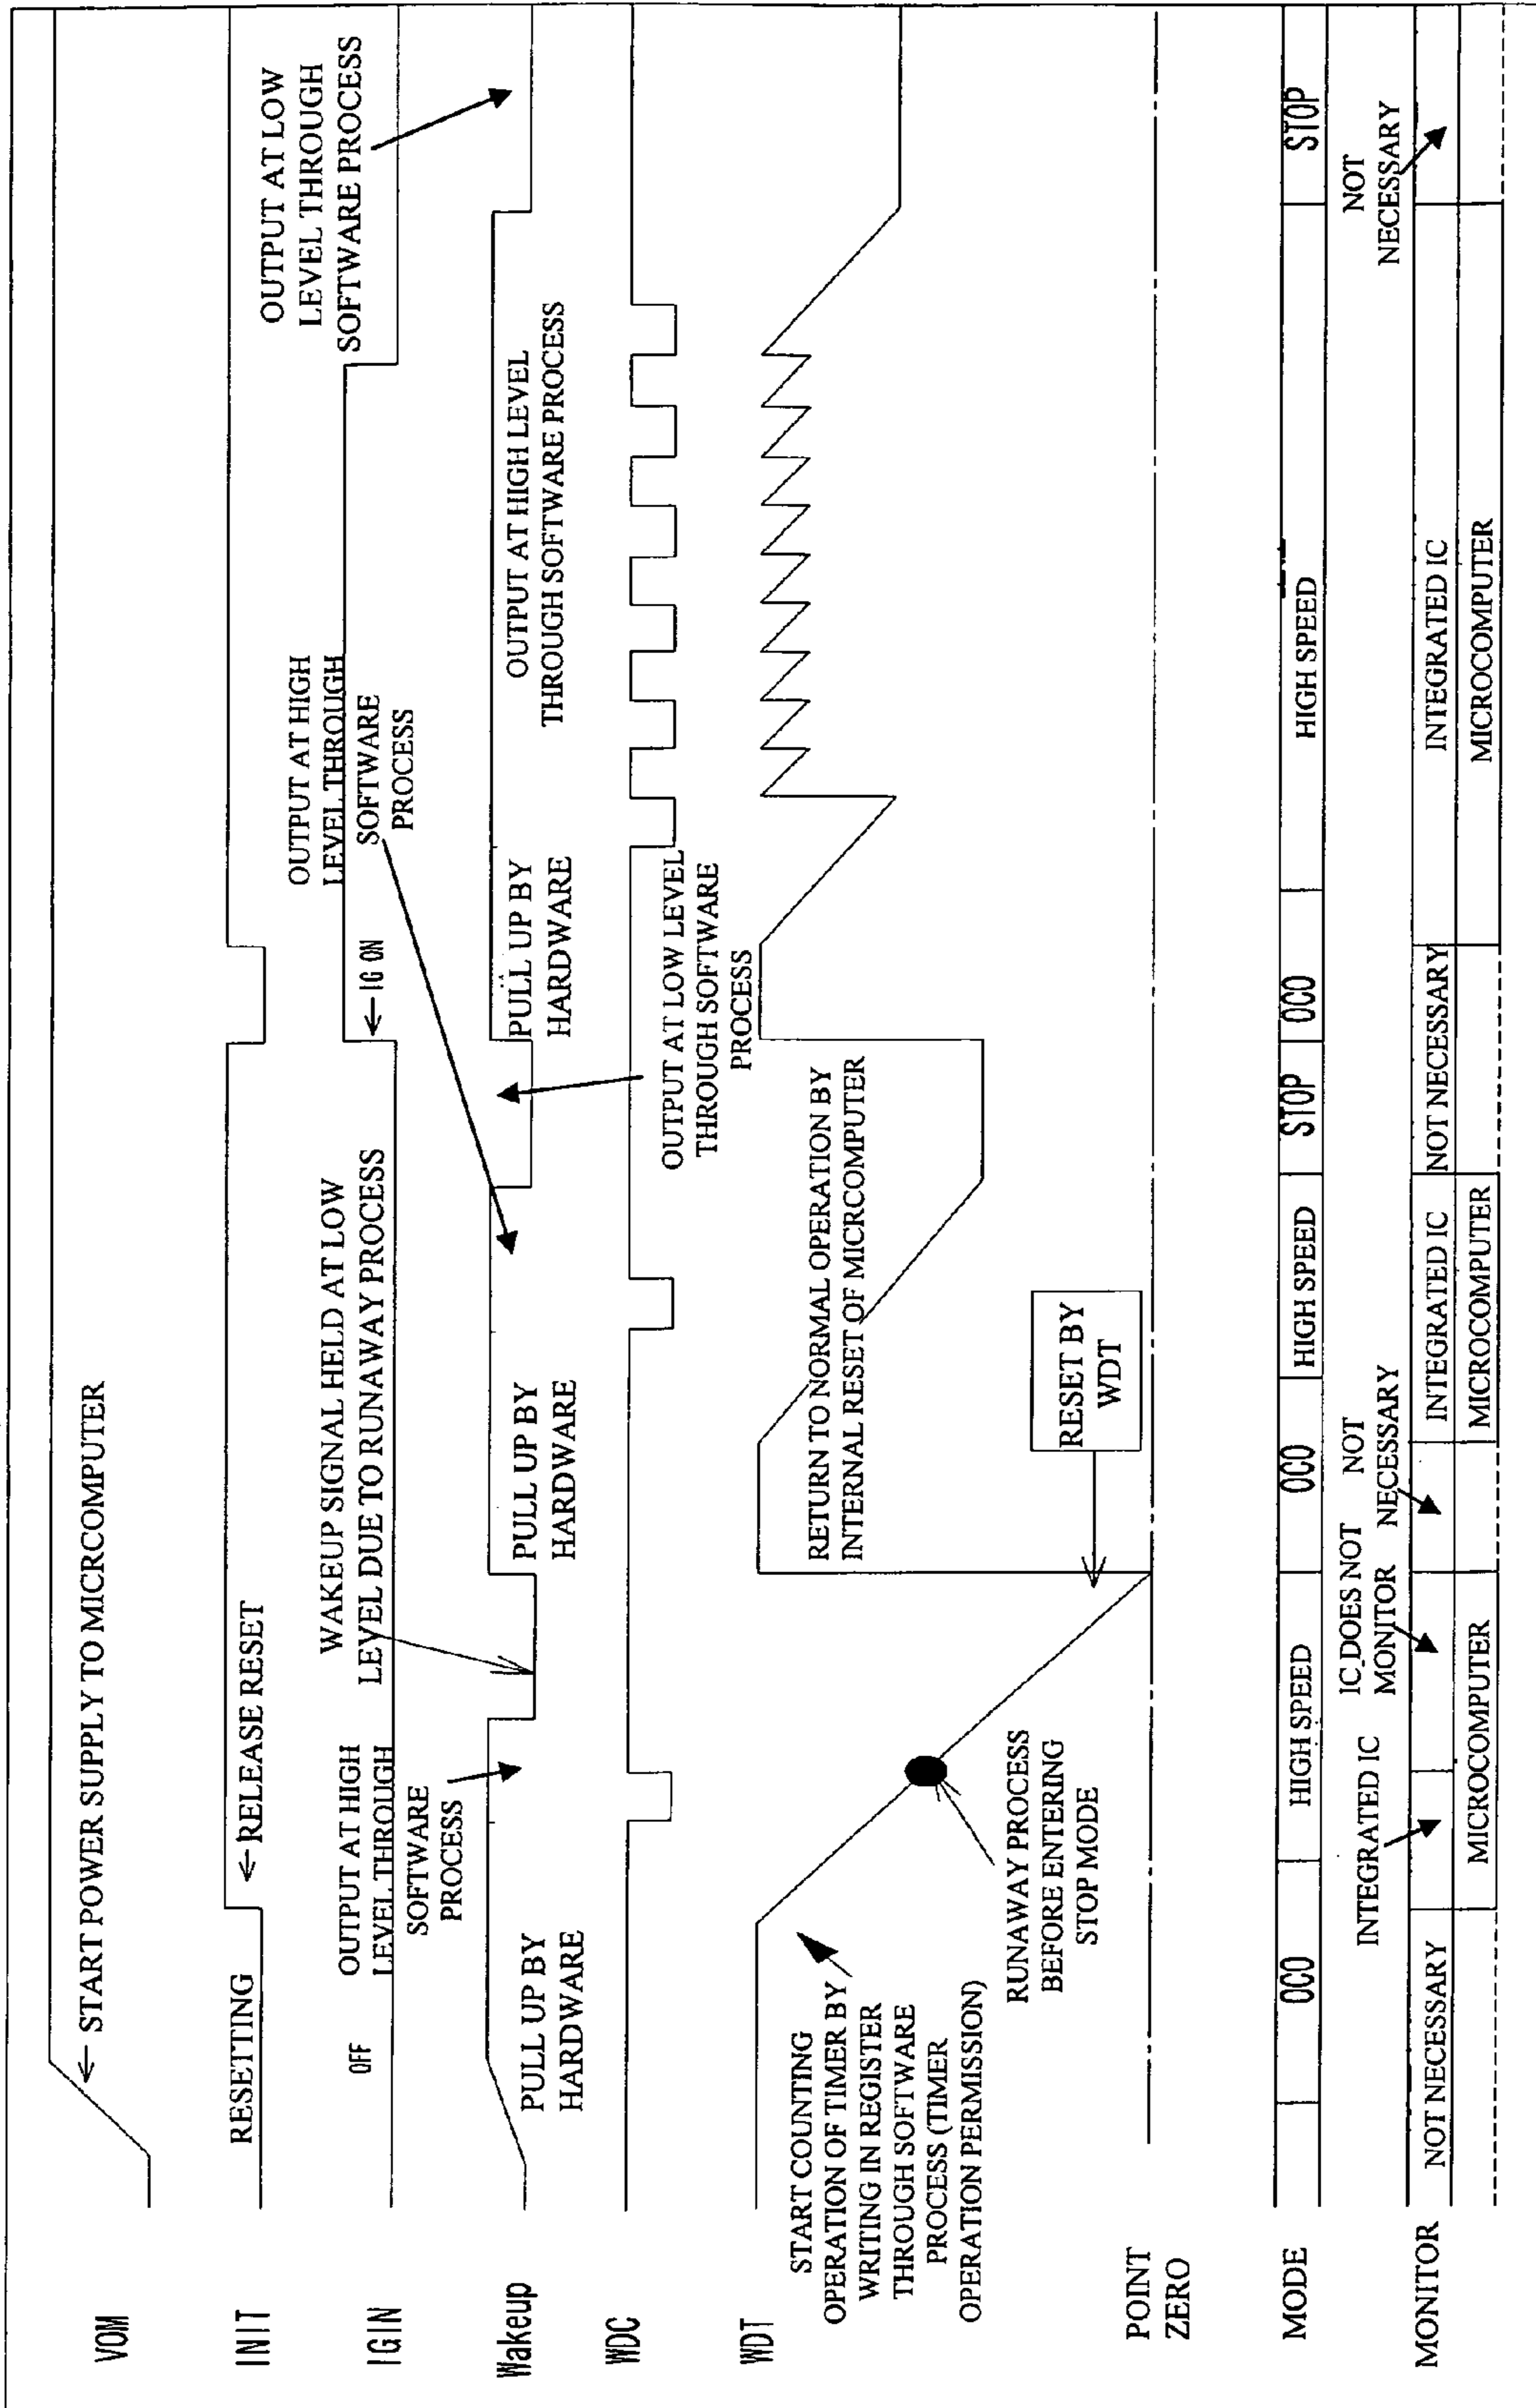 VOM
← START POWER SUPPLY TO MICRCOMPUTER
INIT
RESETTING
← RELEASE RESET
IGIN
OFF
← IG ON
OUTPUT AT HIGH
LEVEL THROUGH
SOFTWARE
PROCESS
WAKEUP SIGNAL HELD AT LOW
LEVEL DUE TO RUNAWAY PROCESS
OUTPUT AT HIGH
LEVEL THROUGH
SOFTWARE
PROCESS
OUTPUT AT LOW
LEVEL THROUGH
SOFTWARE PROCESS
Wakeup
PULL UP BY
HARDWARE
PULL UP BY
HARDWARE
PULL UP BY
HARDWARE
OUTPUT AT HIGH LEVEL
THROUGH SOFTWARE PROCESS
WDC
OUTPUT AT LOW LEVEL
THROUGH SOFTWARE
PROCESS
WDT
START COUNTING
OPERATION OF TIMER BY
WRITING IN REGISTER
THROUGH SOFTWARE
PROCESS (TIMER
OPERATION PERMISSION)
RUNAWAY PROCESS
BEFORE ENTERING
STOP MODE
RETURN TO NORMAL OPERATION BY
INTERNAL RESET OF MICRCOMPUTER
RESET BY
WDT
POINT
ZERO
MODE
OCO
HIGH SPEED
OCO
HIGH SPEED
STOP
OCO
HIGH SPEED
STOP
INTEGRATED IC
IC DOES NOT
MONITOR
NOT
NECESSARY
NOT
NECESSARY
MONITOR
NOT NECESSARY
MICROCOMPUTER
INTEGRATED IC
MICROCOMPUTER
NOT NECESSARY
INTEGRATED IC
MICROCOMPUTER